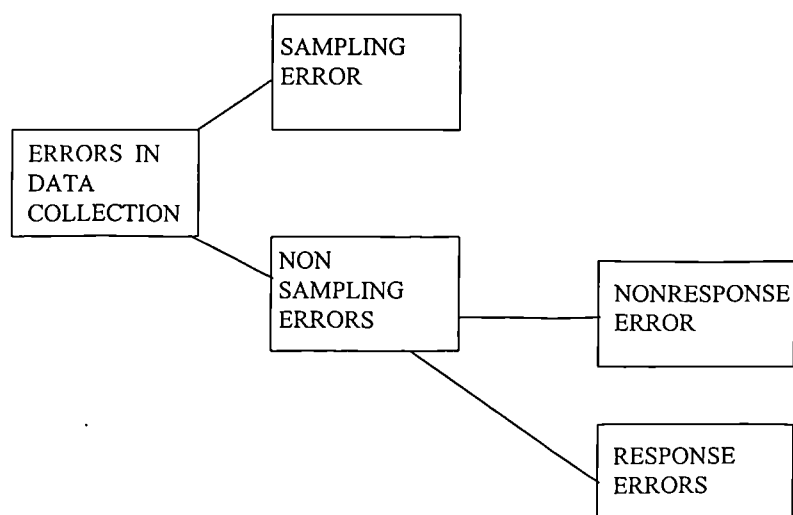 SAMPLING
ERROR
ERRORS IN
DATA
COLLECTION
NON
SAMPLING
ERRORS
NONRESPONSE
ERROR
RESPONSE
ERRORS